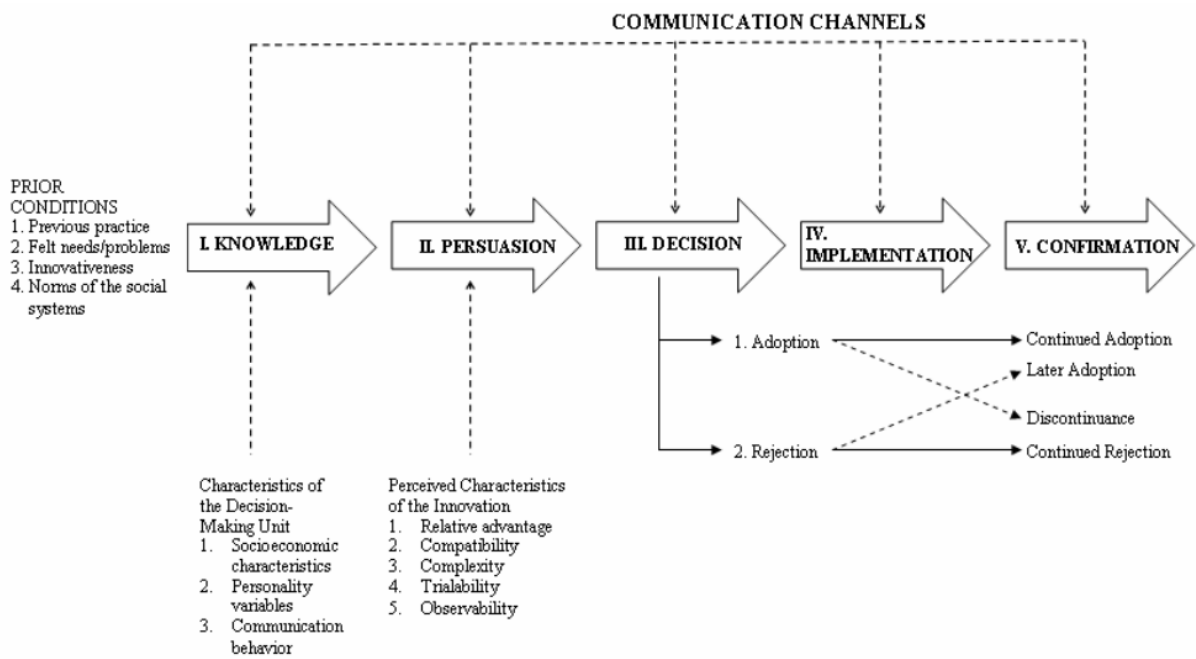 COMMUNICATION CHANNELS
PRIOR
CONDITIONS
1. Previous practice
2. Felt needs/problems
3. Innovativeness
4. Norms of the social
systems
I. KNOWLEDGE
II. PERSUASION
III. DECISION
IV.
IMPLEMENTATION
V. CONFIRMATION
1. Adoption
Continued Adoption
Later Adoption
Discontinuance
2. Rejection
Continued Rejection
Characteristics of
the Decision-
Making Unit
1. Socioeconomic
characteristics
2. Personality
variables
3. Communication
behavior
Perceived Characteristics
of the Innovation
1. Relative advantage
2. Compatibility
3. Complexity
4. Trialability
5. Observability